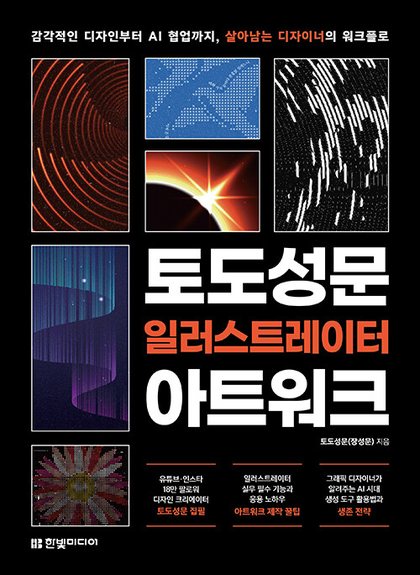 감각적인 디자인부터 AI 협업까지, 살아남는 디자이너의 워크플로
토도성문
일러스트레이터
아트워크
토도성문(장성문) 지음
유튜브·인스타
18만 팔로워
디자인 크리에이터
토도성문 집필
일러스트레이터
실무 필수 기능과
응용 노하우
아트워크 제작 꿀팁
그래픽 디자이너가
알려주는 AI 시대
생성 도구 활용법과
생존 전략
한빛미디어